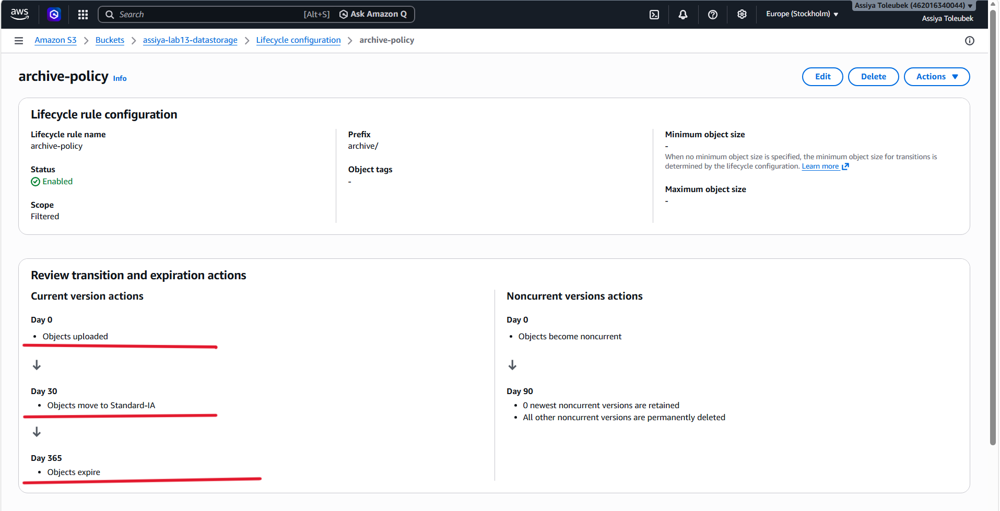 aws
Search [Alt+S] Ask Amazon Q
Europe (Stockholm)
Assiya Toleubek (462016340044)
Assiya Toleubek
Amazon S3 > Buckets > assiya-lab13-datastorage > Lifecycle configuration > archive-policy
archive-policy Info
Edit Delete Actions
Lifecycle rule configuration
Lifecycle rule name
archive-policy
Status
Enabled
Scope
Filtered
Prefix
archive/
Object tags
-
Minimum object size
-
When no minimum object size is specified, the minimum object size for transitions is
determined by the lifecycle configuration. Learn more
Maximum object size
-
Review transition and expiration actions
Current version actions
Day 0
Objects uploaded
Day 30
Objects move to Standard-IA
Day 365
Objects expire
Noncurrent versions actions
Day 0
Objects become noncurrent
Day 90
0 newest noncurrent versions are retained
All other noncurrent versions are permanently deleted